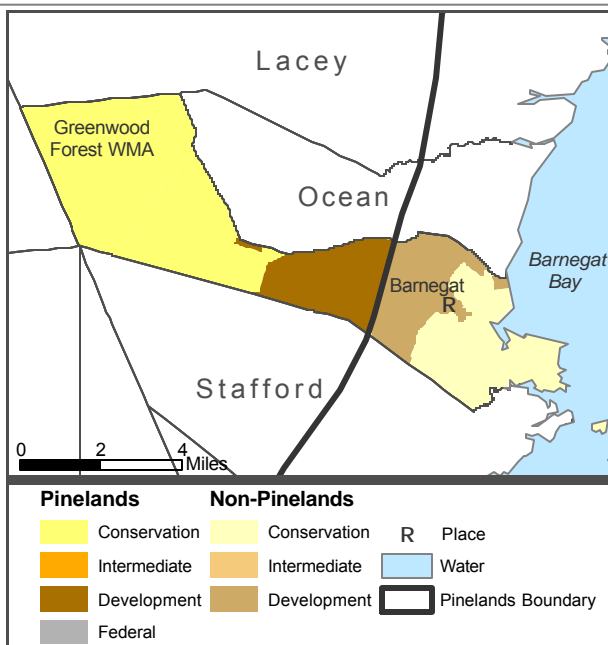 Lacey
Greenwood
Forest WMA
Ocean
Barnegat
R
Barnegat
Bay
Stafford
0 2 4
Miles
Pinelands Non-Pinelands
Conservation Conservation R Place
Intermediate Intermediate Water
Development Development Pinelands Boundary
Federal